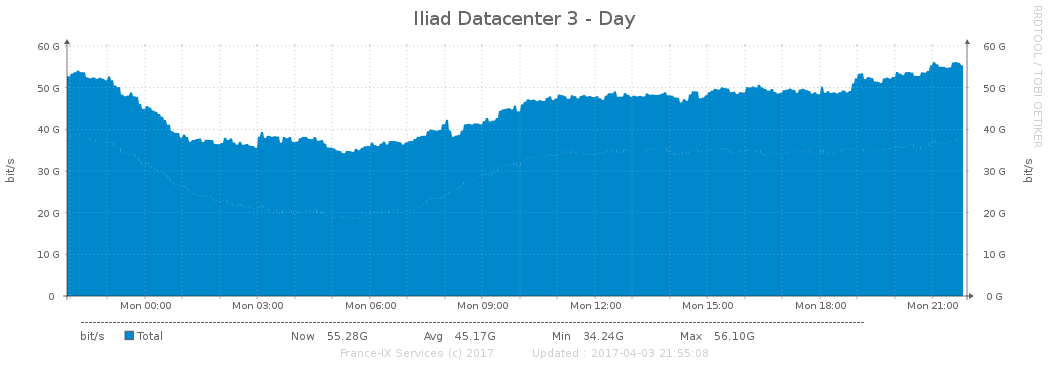 Iliad Datacenter 3 - Day
RRDTOOL / TOBI OETIKER
60 G 60 G
50 G 50 G
40 G 40 G
30 G 30 G
20 G 20 G
10 G 10 G
0 0 G
bit/s bit/s
Mon 00:00 Mon 03:00 Mon 06:00 Mon 09:00 Mon 12:00 Mon 15:00 Mon 18:00 Mon 21:00
bit/s Total Now 55.28G Avg 45.17G Min 34.24G Max 56.10G
France-IX Services (c) 2017 Updated : 2017-04-03 21:55:08